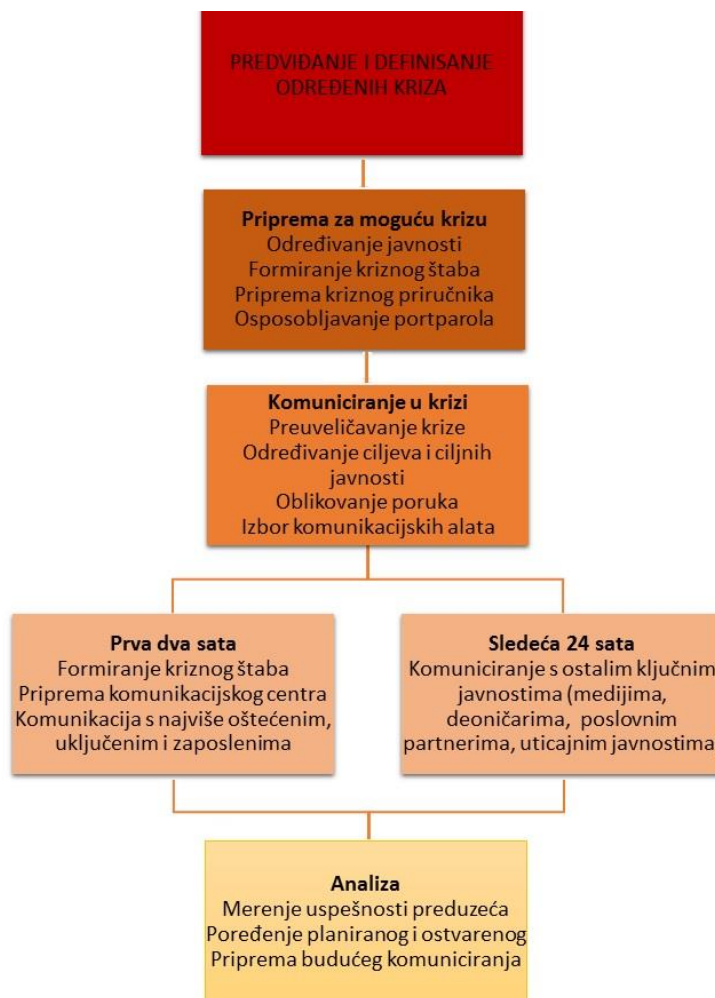 PREDVIĐANJE I DEFINISANJE
ODREĐENIH KRIZA
Priprema za moguću krizu
Određivanje javnosti
Formiranje kriznog štaba
Priprema kriznog priručnika
Osposobljavanje portparola
Komuniciranje u krizi
Preuveličavanje krize
Određivanje ciljeva i ciljnih
javnosti
Oblikovanje poruka
Izbor komunikacijskih alata
Prva dva sata
Formiranje kriznog štaba
Priprema komunikacijskog centra
Komunikacija s najviše oštećenim,
uključenim i zaposlenima
Sledeća 24 sata
Komuniciranje s ostalim ključnim
javnostima (medijima,
deoničarima, poslovnim
partnerima, uticajnim javnostima
Analiza
Merenje uspešnosti preduzeća
Poređenje planiranog i ostvarenog
Priprema budućeg komuniciranja